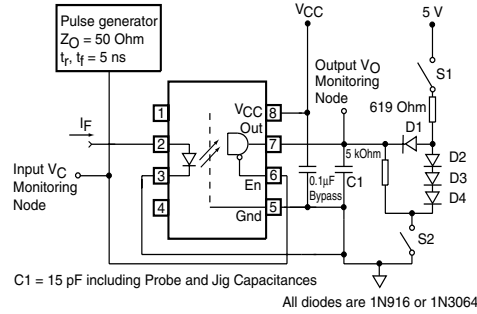 Pulse generator
ZO = 50 Ohm
tr, tf = 5 ns
VCC
5 V
Output VO
Monitoring
Node
S1
619 Ohm
D1
D2
D3
D4
IF
1
2
3
4
VCC
8
Out
7
6
En
5
Gnd
5 kOhm
0.1µF
Bypass
C1
S2
Input VC
Monitoring
Node
C1 = 15 pF including Probe and Jig Capacitances
All diodes are 1N916 or 1N3064